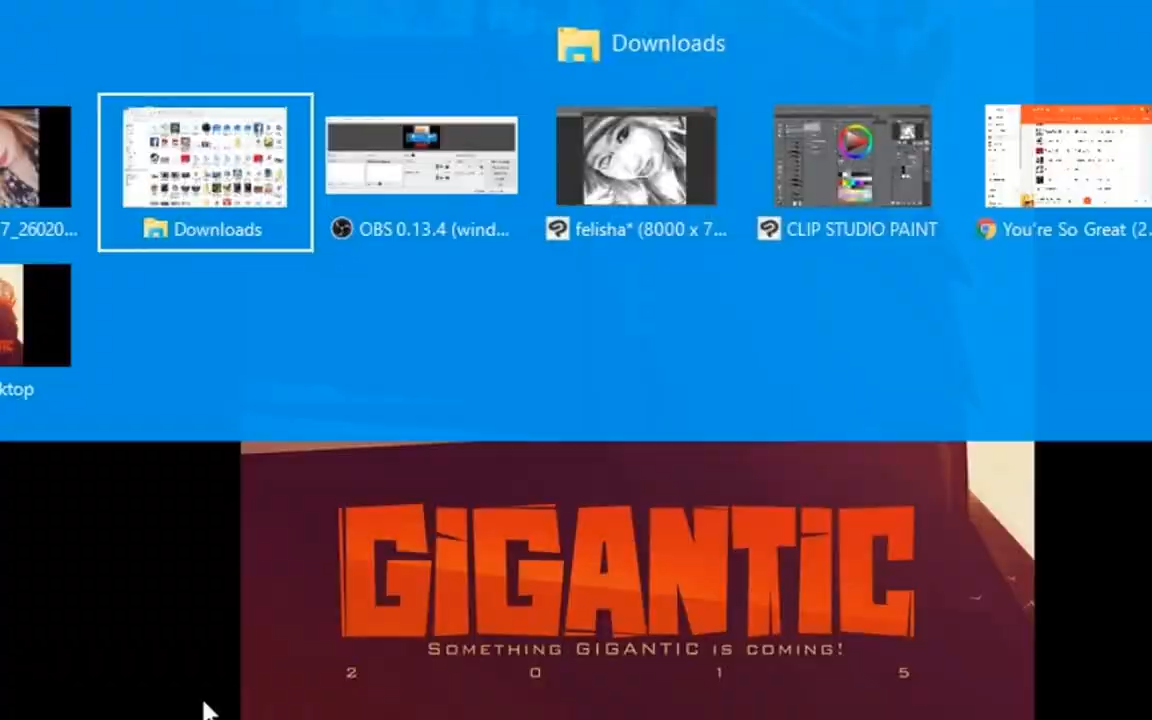 Downloads
7_26020...
Downloads
OBS 0.13.4 (wind...
felisha* (8000 x 7...
CLIP STUDIO PAINT
You're So Great (2...
ktop
GiGANTiC
SOMETHING GIGANTIC IS COMING!
2 0 1 5